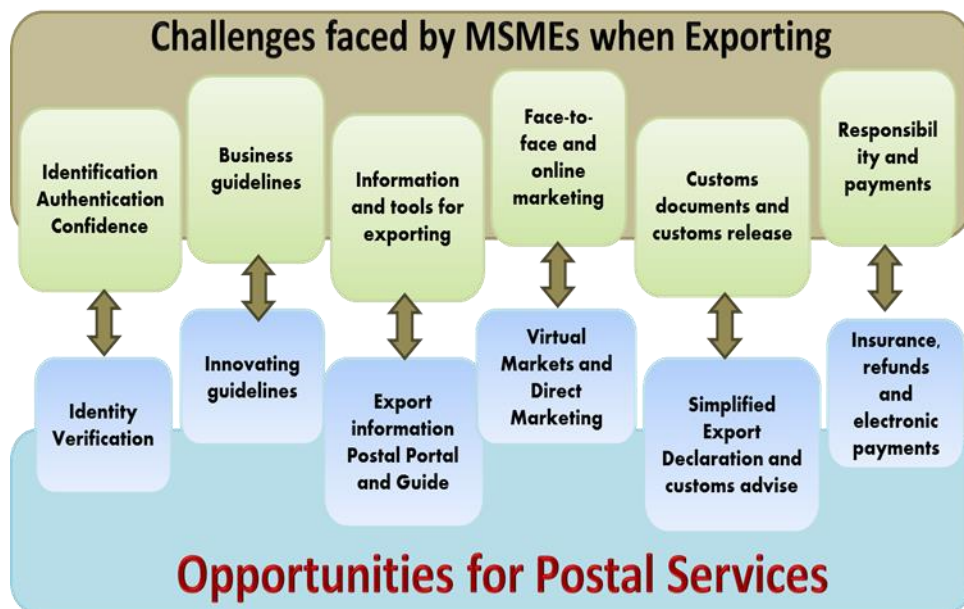 Challenges faced by MSMEs when Exporting
Identification
Authentication
Confidence
Business
guidelines
Information
and tools for
exporting
Face-to-
face and
online
marketing
Customs
documents and
customs release
Responsibil
ity and
payments
Identity
Verification
Innovating
guidelines
Export
information
Postal Portal
and Guide
Virtual
Markets and
Direct
Marketing
Simplified
Export
Declaration and
customs advise
Insurance,
refunds
and
electronic
payments
Opportunities for Postal Services